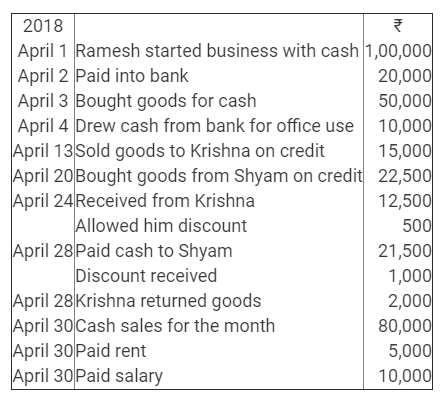 2018 ₹
April 1 Ramesh started business with cash 1,00,000
April 2 Paid into bank 20,000
April 3 Bought goods for cash 50,000
April 4 Drew cash from bank for office use 10,000
April 13 Sold goods to Krishna on credit 15,000
April 20 Bought goods from Shyam on credit 22,500
April 24 Received from Krishna 12,500
Allowed him discount 500
April 28 Paid cash to Shyam 21,500
Discount received 1,000
April 28 Krishna returned goods 2,000
April 30 Cash sales for the month 80,000
April 30 Paid rent 5,000
April 30 Paid salary 10,000